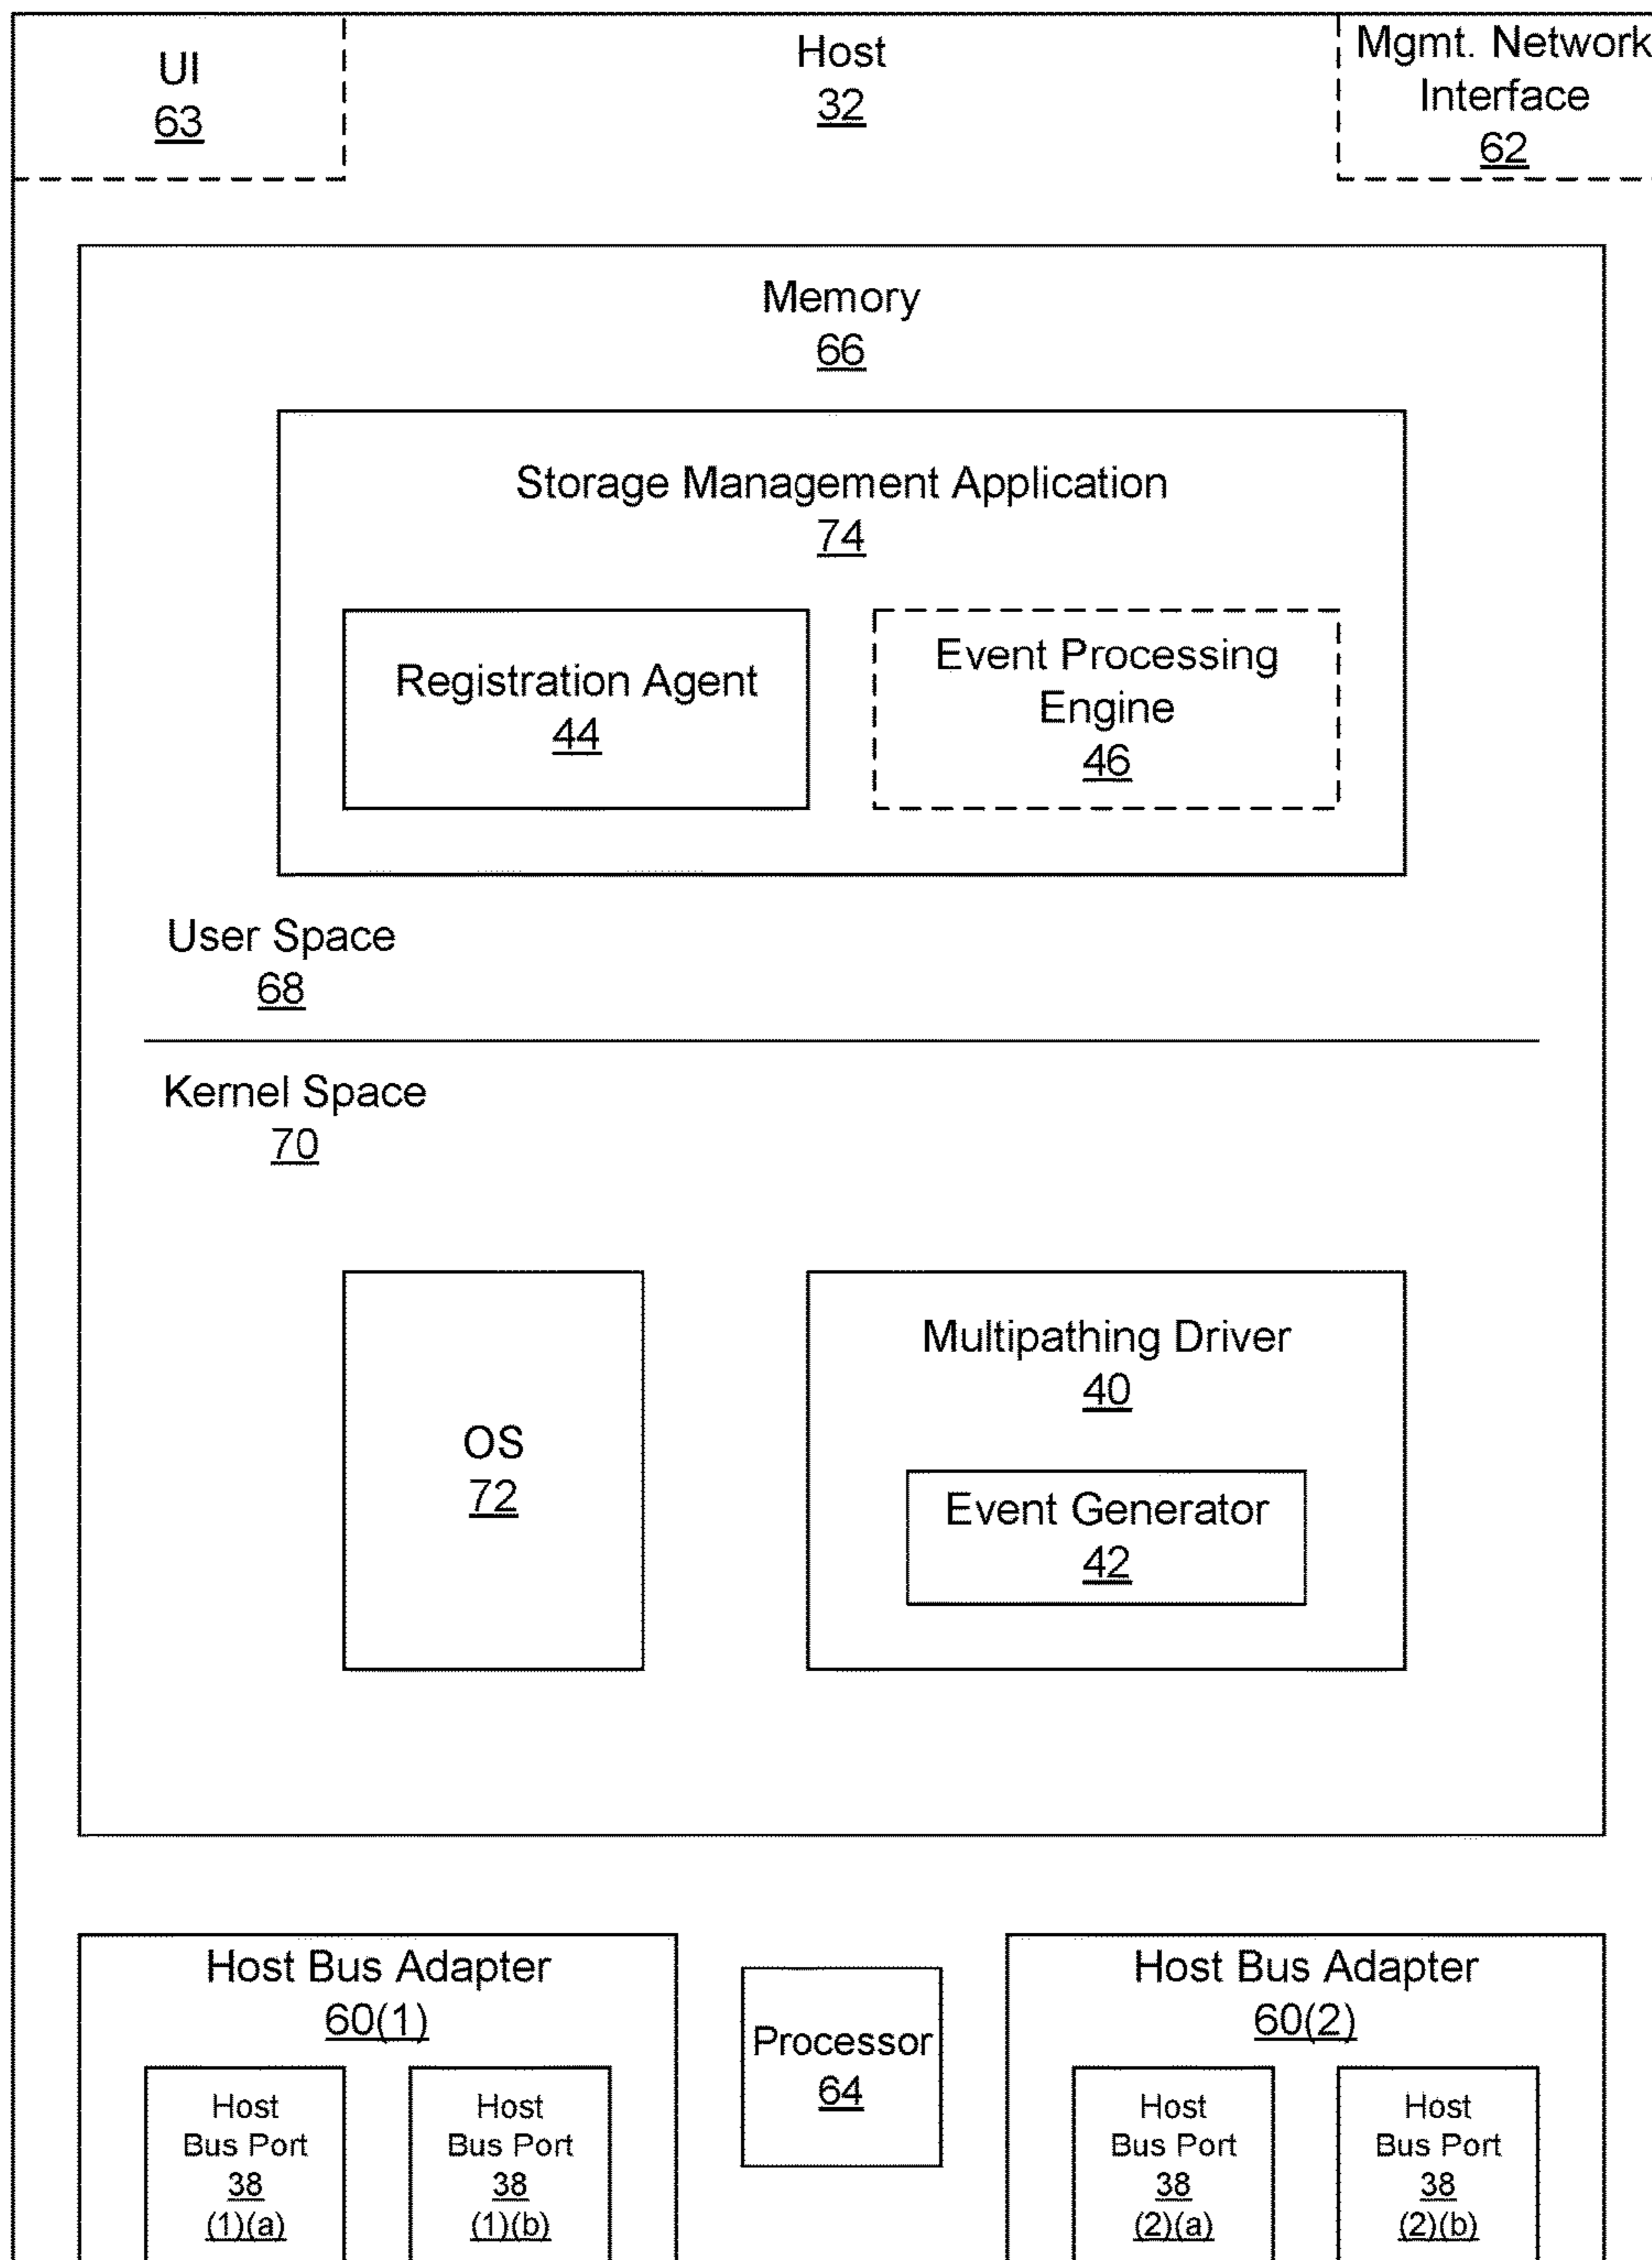 UI
63
Host
32
Mgmt. Network
Interface
62
Memory
66
Storage Management Application
74
Registration Agent
44
Event Processing
Engine
46
User Space
68
Kernel Space
70
OS
72
Multipathing Driver
40
Event Generator
42
Host Bus Adapter
60(1)
Host
Bus Port
38
(1)(a)
Host
Bus Port
38
(1)(b)
Processor
64
Host Bus Adapter
60(2)
Host
Bus Port
38
(2)(a)
Host
Bus Port
38
(2)(b)